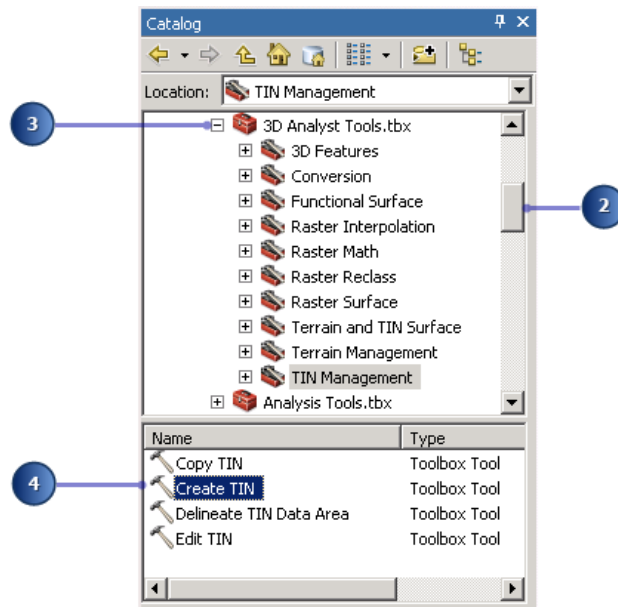 Catalog
Location: TIN Management
3 3D Analyst Tools.tbx
3D Features
Conversion
Functional Surface 2
Raster Interpolation
Raster Math
Raster Reclass
Raster Surface
Terrain and TIN Surface
Terrain Management
TIN Management
Analysis Tools.tbx
Name Type
Copy TIN Toolbox Tool
4 Create TIN Toolbox Tool
Delineate TIN Data Area Toolbox Tool
Edit TIN Toolbox Tool